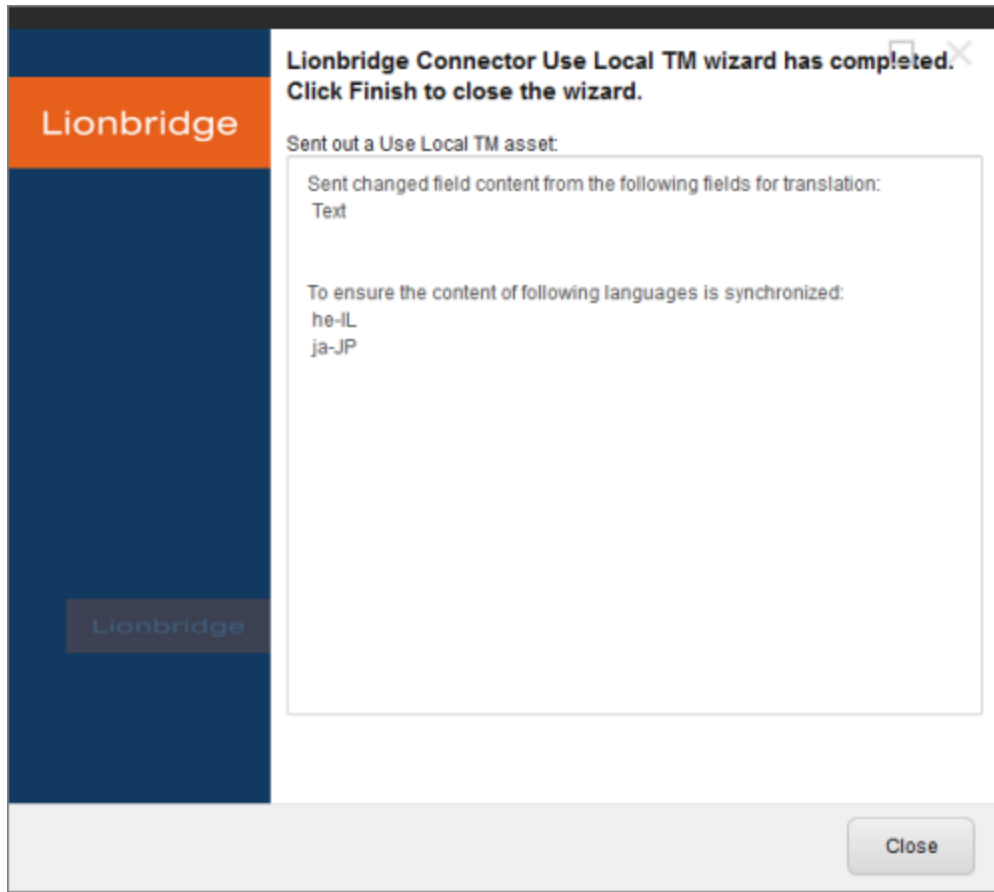 Lionbridge Connector Use Local TM wizard has completed.
Click Finish to close the wizard.
Lionbridge
Sent out a Use Local TM asset:
Sent changed field content from the following fields for translation:
Text
To ensure the content of following languages is synchronized:
he-IL
ja-JP
Lionbridge
Close